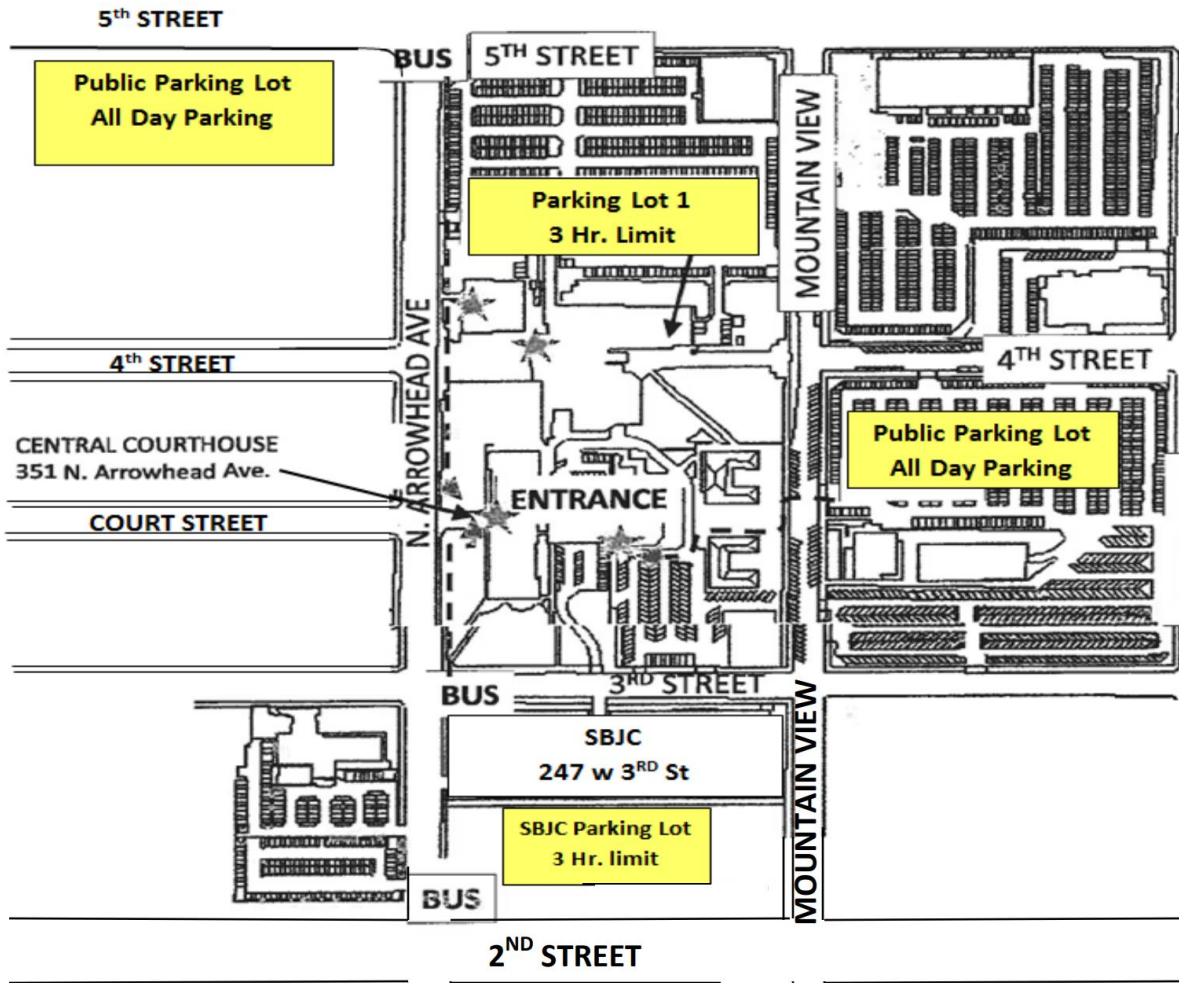 5th STREET
BUS
5TH STREET
Public Parking Lot
All Day Parking
MOUNTAIN VIEW
Parking Lot 1
3 Hr. Limit
N. ARROWHEAD AVE
4th STREET
4TH STREET
Public Parking Lot
All Day Parking
CENTRAL COURTHOUSE
351 N. Arrowhead Ave.
ENTRANCE
COURT STREET
3RD STREET
BUS
MOUNTAIN VIEW
SBJC
247 w 3RD St
SBJC Parking Lot
3 Hr. limit
BUS
2ND STREET